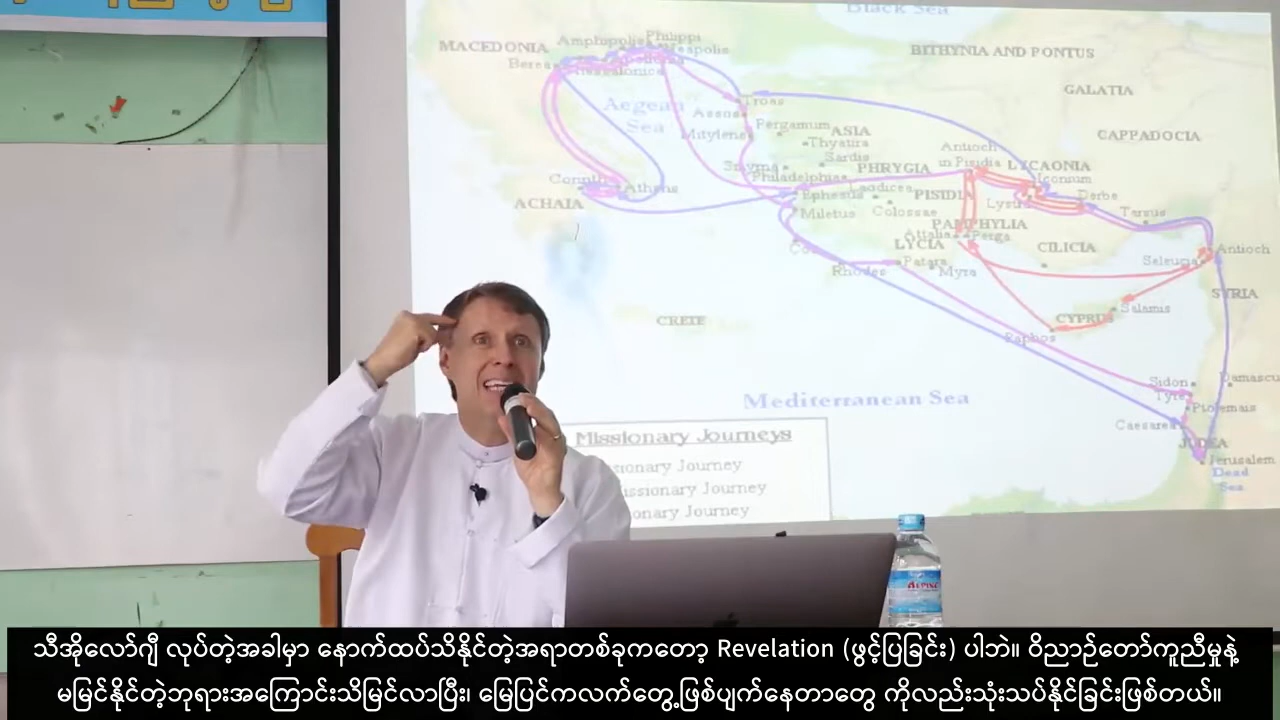 Black Sea
MACEDONIA
Amphipolis
Philippi
Neapolis
Berea
Thessalonica
BITHYNIA AND PONTUS
GALATIA
Aegean
Sea
Troas
Assos
Mitylene
Pergamum
ASIA
Thyatira
Sardis
CAPPADOCIA
Antioch
in Pisidia
LYCAONIA
Iconium
Smyrna
Philadelphia
PHRYGIA
Laodicea
PISIDIA
Lystra
Derbe
Corinth
Athens
Ephesus
Colossae
Tarsus
ACHAIA
Miletus
PAMPHYLIA
Attalia
Perga
LYCIA
CILICIA
Antioch
Seleucia
Patara
Rhodes
Myra
SYRIA
Salamis
CRETE
CYPRUS
Paphos
Mediterranean Sea
Sidon
Damascu
Tyre
Ptolemais
Caesarea
JUDEA
Jerusalem
Dead
Sea
Missionary Journeys
ssionary Journey
issionary Journey
onary Journey
ALPINE
သီအိုလော်ဂျီ လုပ်တဲ့အခါမှာ နောက်ထပ်သိနိုင်တဲ့အရာတစ်ခုကတော့ Revelation (ဖွင့်ပြခြင်း) ပါဘဲ။ ဝိညာဉ်တော်ကူညီမှုနဲ့
မမြင်နိုင်တဲ့ဘုရားအကြောင်းသိမြင်လာပြီး၊ မြေပြင်ကလက်တွေ့ဖြစ်ပျက်နေတာတွေ ကိုလည်းသုံးသပ်နိုင်ခြင်းဖြစ်တယ်။